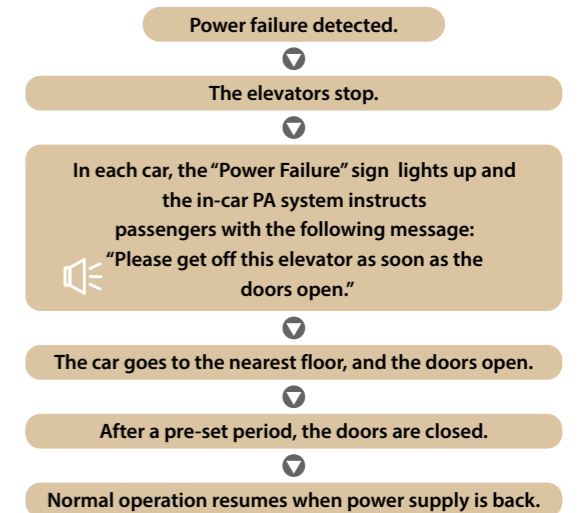 Power failure detected.
The elevators stop.
In each car, the “Power Failure” sign lights up and
the in-car PA system instructs
passengers with the following message:
“Please get off this elevator as soon as the
doors open.”
The car goes to the nearest floor, and the doors open.
After a pre-set period, the doors are closed.
Normal operation resumes when power supply is back.